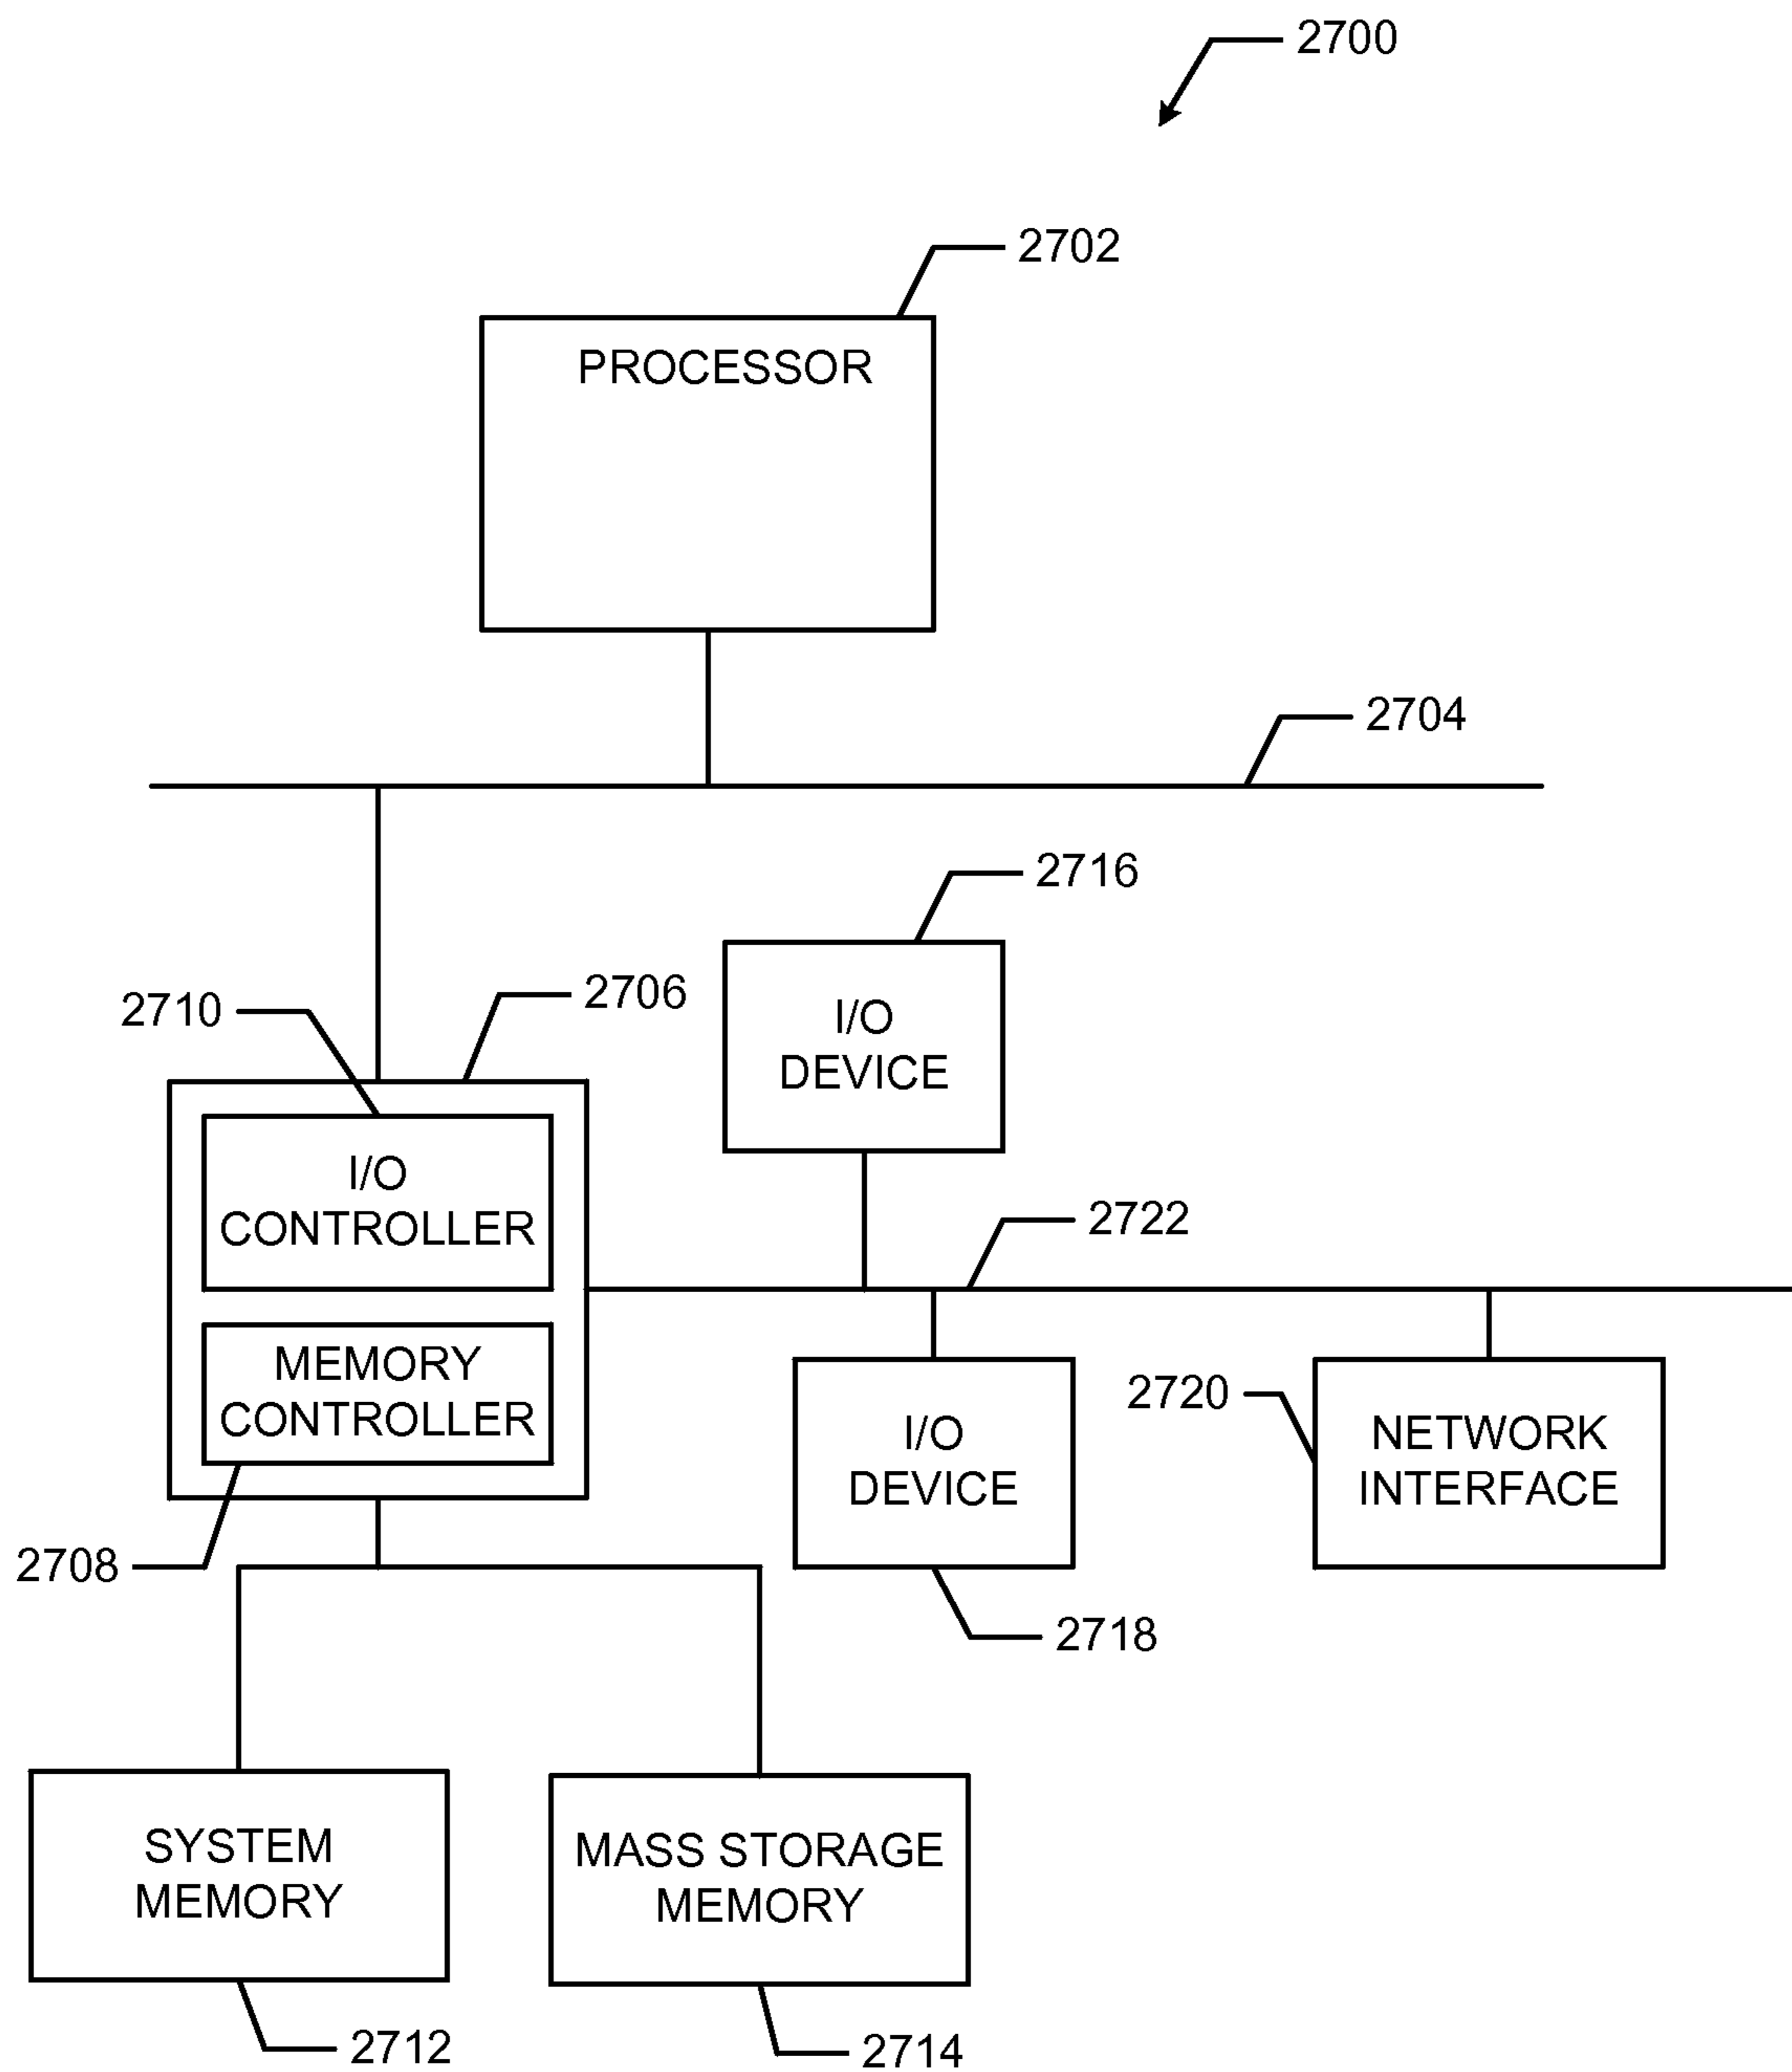 2700
2702
PROCESSOR
2704
2716
2706
2710
I/O
DEVICE
I/O
CONTROLLER
2722
MEMORY
CONTROLLER
2720
I/O
DEVICE
NETWORK
INTERFACE
2708
2718
SYSTEM
MEMORY
MASS STORAGE
MEMORY
2712
2714